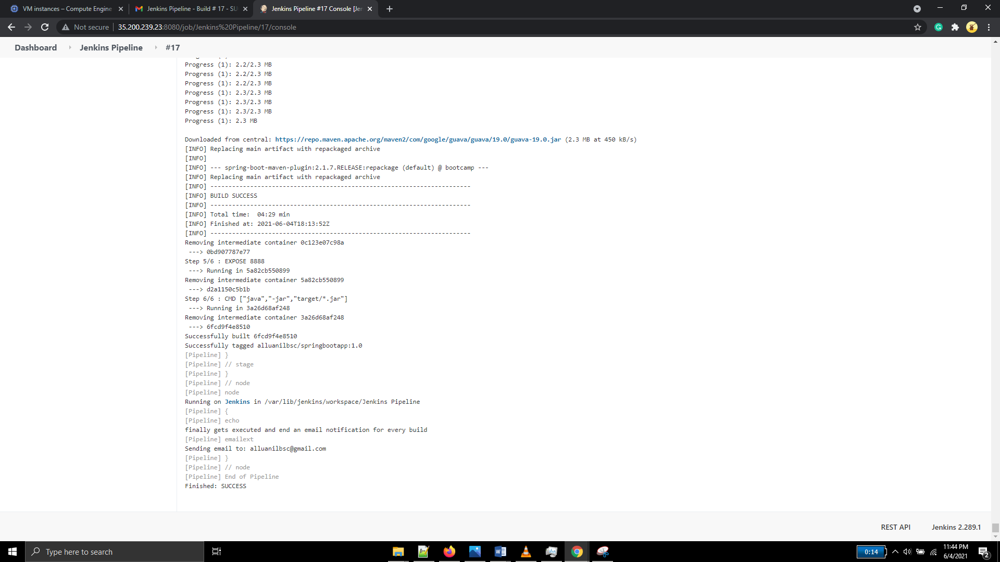 VM instances – Compute Engine
Jenkins Pipeline - Build # 17 - SU
Jenkins Pipeline #17 Console [Jen
Not secure
35.200.239.23:8080/job/Jenkins%20Pipeline/17/console
Dashboard
Jenkins Pipeline
#17
Progress (1): 2.2/2.3 MB
Progress (1): 2.2/2.3 MB
Progress (1): 2.2/2.3 MB
Progress (1): 2.3/2.3 MB
Progress (1): 2.3/2.3 MB
Progress (1): 2.3/2.3 MB
Progress (1): 2.3 MB
Downloaded from central: https://repo.maven.apache.org/maven2/com/google/guava/guava/19.0/guava-19.0.jar (2.3 MB at 450 kB/s)
[INFO] Replacing main artifact with repackaged archive
[INFO]
[INFO] --- spring-boot-maven-plugin:2.1.7.RELEASE:repackage (default) @ bootcamp ---
[INFO] Replacing main artifact with repackaged archive
[INFO] ------------------------------------------------------------------------
[INFO] BUILD SUCCESS
[INFO] ------------------------------------------------------------------------
[INFO] Total time:  04:29 min
[INFO] Finished at: 2021-06-04T18:13:52Z
[INFO] ------------------------------------------------------------------------
Removing intermediate container 0c123e07c98a
---> 0bd907787e77
Step 5/6 : EXPOSE 8888
---> Running in 5a82cb550899
Removing intermediate container 5a82cb550899
---> d2a1150c5b1b
Step 6/6 : CMD ["java","-jar","target/*.jar"]
---> Running in 3a26d68af248
Removing intermediate container 3a26d68af248
---> 6fcd9f4e8510
Successfully built 6fcd9f4e8510
Successfully tagged alluanilbsc/springbootapp:1.0
[Pipeline] }
[Pipeline] // stage
[Pipeline] }
[Pipeline] // node
[Pipeline] node
Running on Jenkins in /var/lib/jenkins/workspace/Jenkins Pipeline
[Pipeline] {
[Pipeline] echo
finally gets executed and end an email notification for every build
[Pipeline] emailext
Sending email to: alluanilbsc@gmail.com
[Pipeline] }
[Pipeline] // node
[Pipeline] End of Pipeline
Finished: SUCCESS
REST API
Jenkins 2.289.1
Type here to search
0:14
11:44 PM
6/4/2021
2